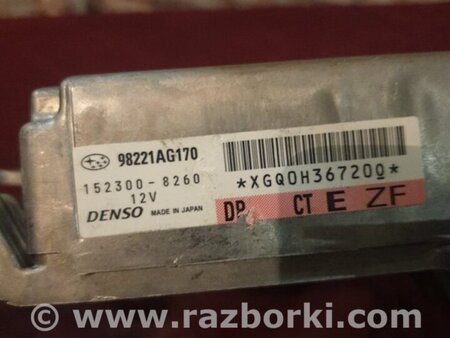 98221AG170
152300-8260
12V
DENSO MADE IN JAPAN
*XGQ0H367200*
DP CT E ZF
© www.razborki.com